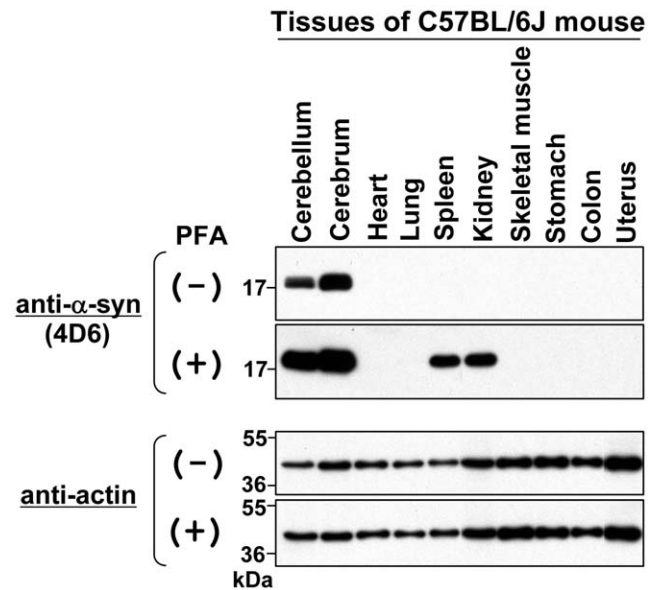 Tissues of C57BL/6J mouse
Cerebellum
Cerebrum
Heart
Lung
Spleen
Kidney
Skeletal muscle
Stomach
Colon
Uterus
PFA
anti-α-syn
(4D6)
(−)
17
(+)
17
anti-actin
(−)
55
36
(+)
55
36
kDa